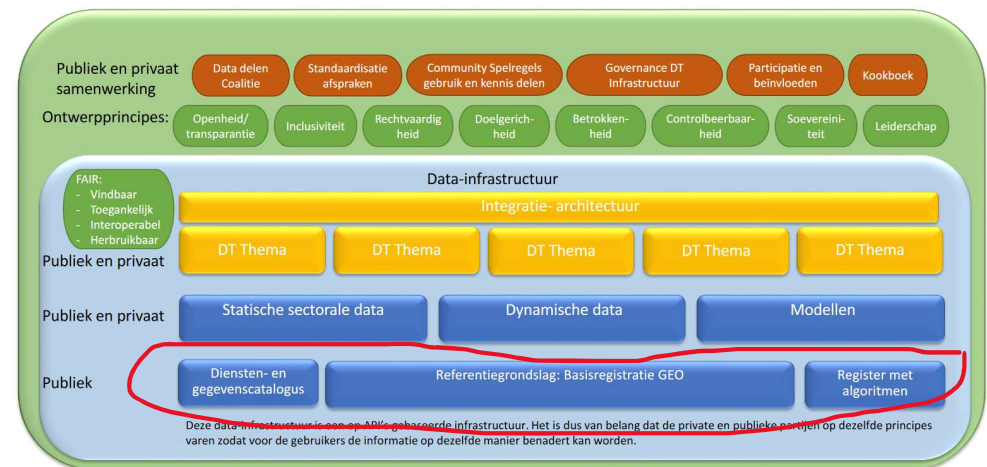 Publiek en privaat
samenwerking
Data delen
Coalitie
Standaardisatie
afspraken
Community Spelregels
gebruik en kennis delen
Governance DT
Infrastructuur
Participatie en
beïnvloeden
Kookboek
Ontwerpprincipes:
Openheid/
transparantie
Inclusiviteit
Rechtvaardig
heid
Doelgerich-
heid
Betrokken-
heid
Controlbeerbaar-
heid
Soevereini-
teit
Leiderschap
FAIR:
- Vindbaar
- Toegankelijk
- Interoperabel
- Herbruikbaar
Data-infrastructuur
Integratie- architectuur
Publiek en privaat
DT Thema
DT Thema
DT Thema
DT Thema
DT Thema
Publiek en privaat
Statische sectorale data
Dynamische data
Modellen
Publiek
Diensten- en
gegevenscatalogus
Referentiegrondslag: Basisregistratie GEO
Register met
algoritmen
Deze data-infrastructuur is een op API's gebaseerde infrastructuur. Het is dus van belang dat de private en publieke partijen op dezelfde principes
varen zodat voor de gebruikers de informatie op dezelfde manier benadert kan worden.